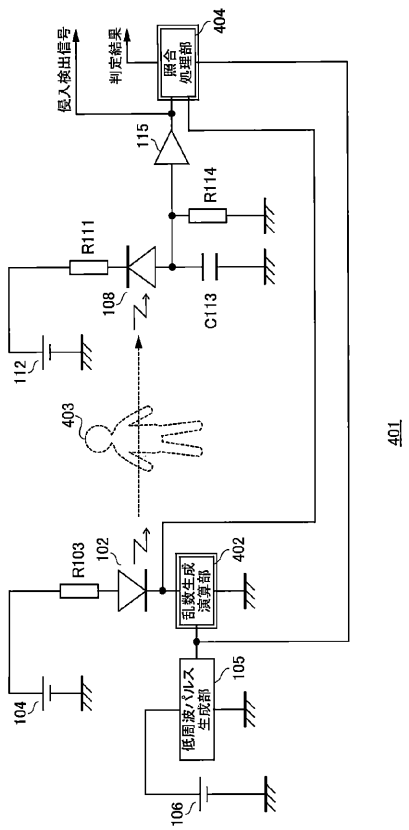 侵入検出信号
判定結果
照合
処理部
404
115
R114
R111
108
C113
112
403
R103
102
乱数生成
演算部
402
104
低周波パルス
生成部
105
106
401